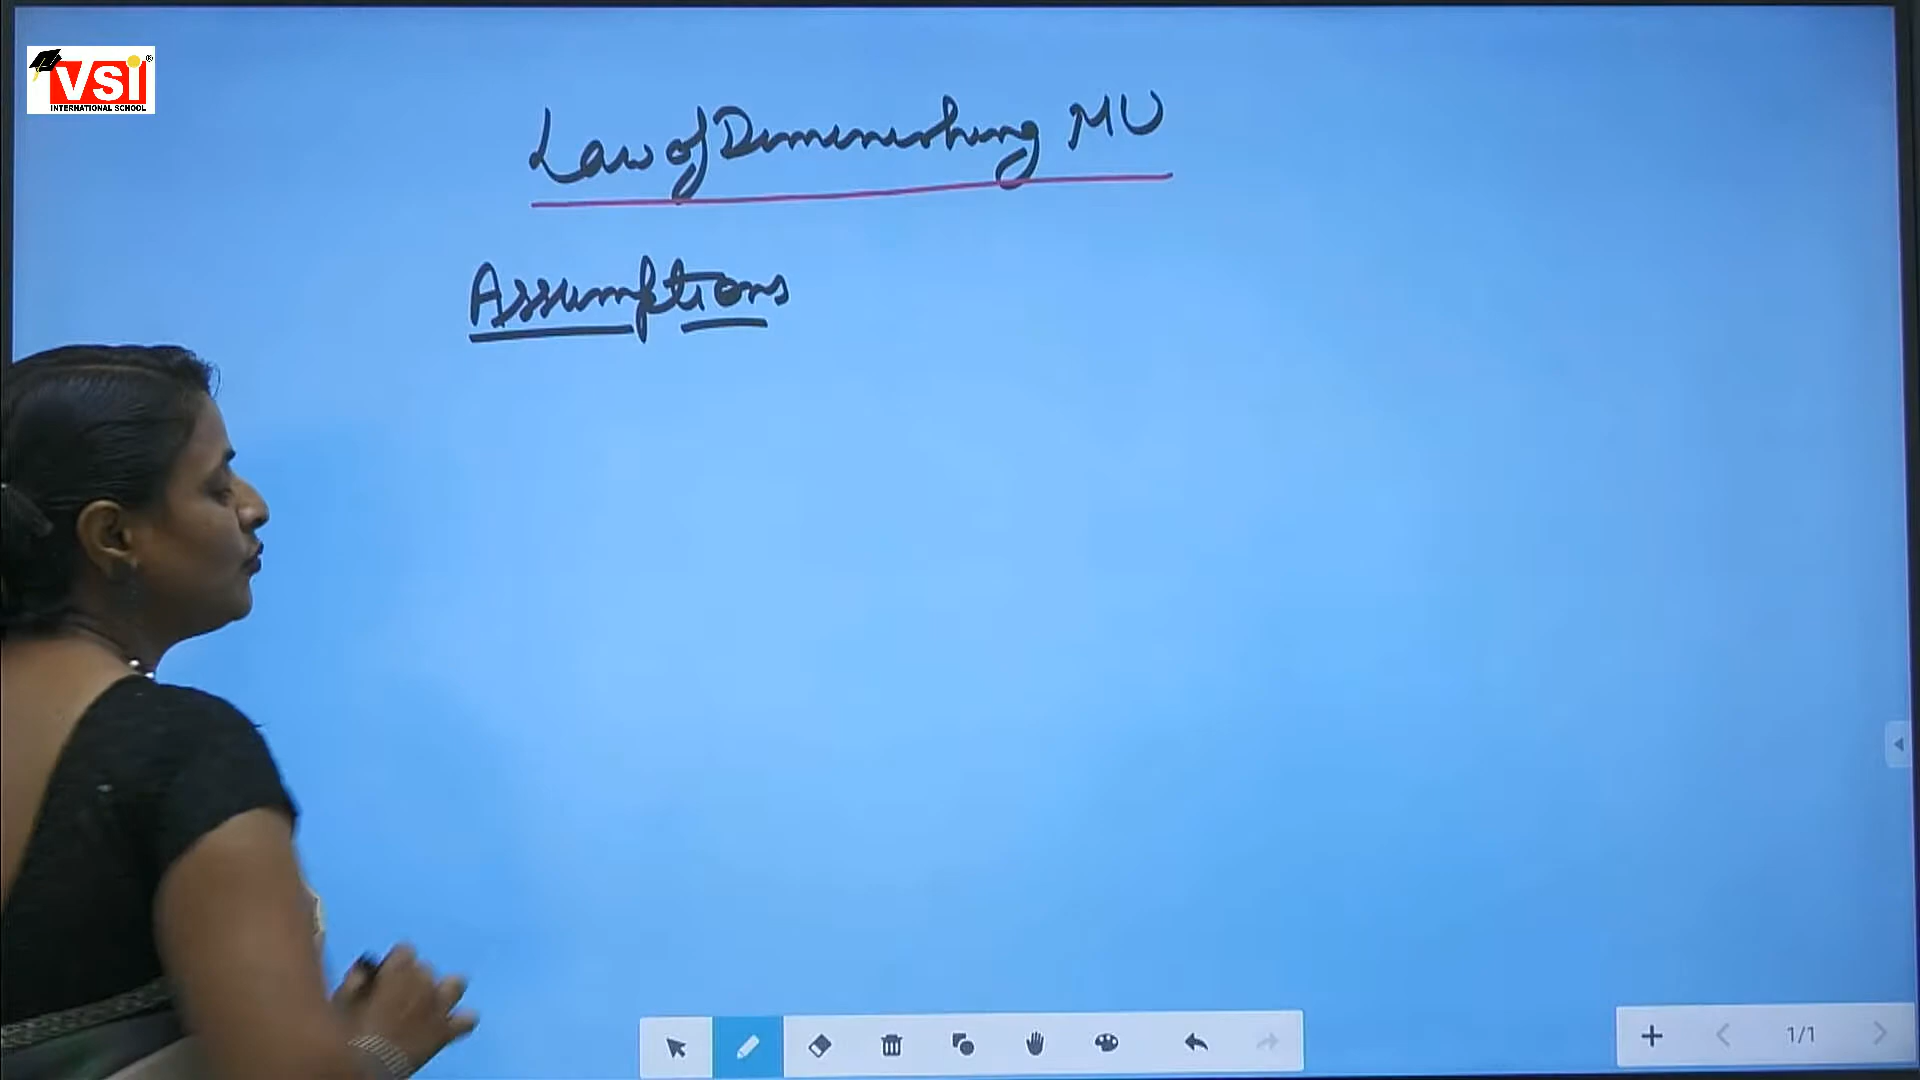 VSI
INTERNATIONAL SCHOOL
Law of Diminishing MU
Assumptions
1/1